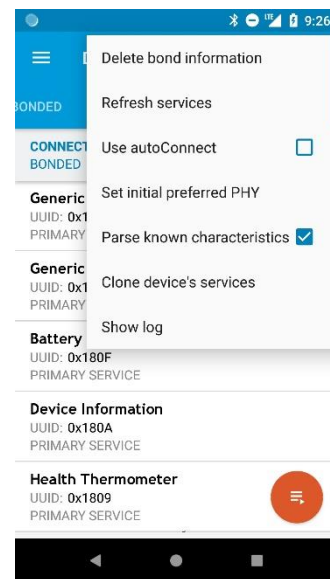 9:26
BONDED
Delete bond information
Refresh services
Use autoConnect
Set initial preferred PHY
Parse known characteristics
Clone device's services
Show log
CONNECT
BONDED
Generic
UUID: 0x1
PRIMARY
Generic
UUID: 0x1
PRIMARY
Battery
UUID: 0x180F
PRIMARY SERVICE
Device Information
UUID: 0x180A
PRIMARY SERVICE
Health Thermometer
UUID: 0x1809
PRIMARY SERVICE